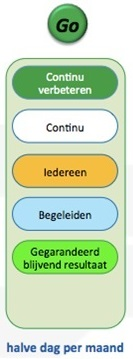 Go
Continu
verbeteren
Continu
Iedereen
Begeleiden
Gegarandeerd
blijvend resultaat
halve dag per maand